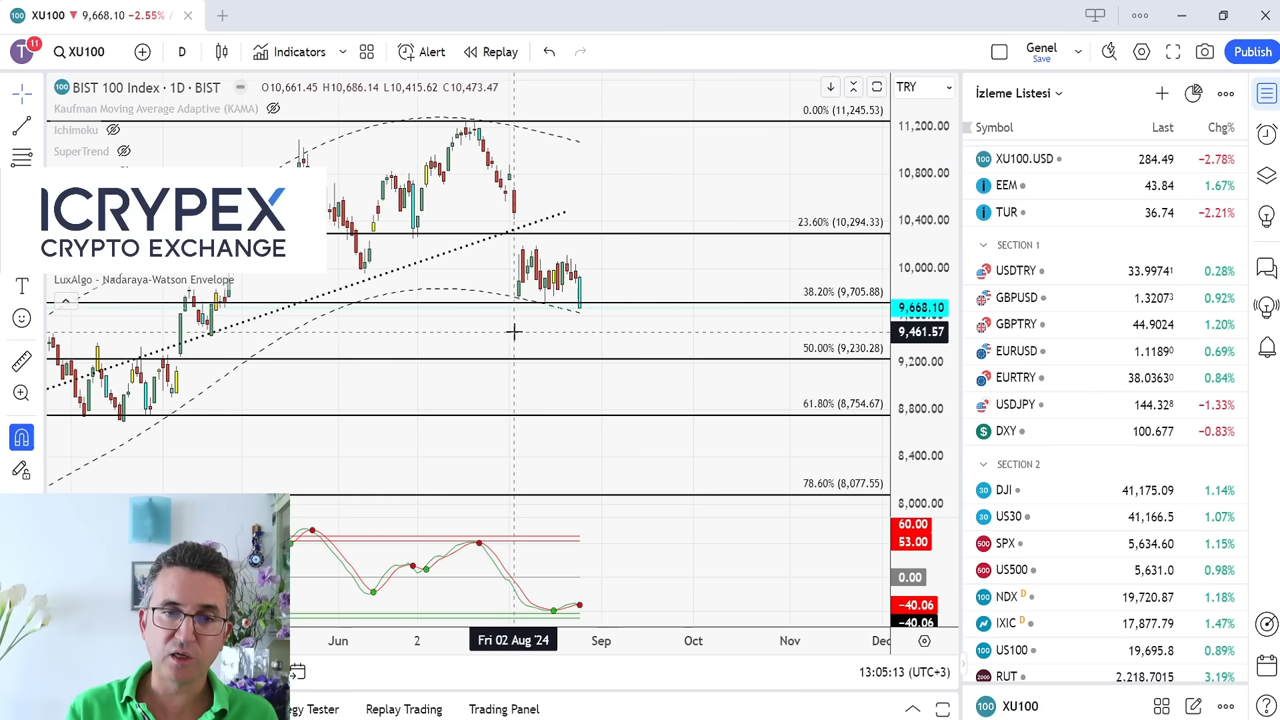 XU100 ▼ 9,668.10 −2.55% /
T 11 XU100 D Indicators Alert Replay Genel Save Publish
100 BIST 100 Index · 1D · BIST O10,661.45 H10,686.14 L10,415.62 C10,473.47
TRY
Kaufman Moving Average Adaptive (KAMA)
Ichimoku
SuperTrend
ICRYPEX
CRYPTO EXCHANGE
LuxAlgo - Nadaraya-Watson Envelope
0.00% (11,245.53)
23.60% (10,294.33)
38.20% (9,705.88)
50.00% (9,230.28)
61.80% (8,754.67)
78.60% (8,077.55)
11,200.00
10,800.00
10,400.00
10,000.00
9,668.10
9,461.57
9,200.00
8,800.00
8,400.00
8,000.00
60.00
53.00
0.00
−40.06
−40.06
Jun 2 Fri 02 Aug '24 Sep Oct Nov Dec
13:05:13 (UTC+3)
Tester Replay Trading Trading Panel
İzleme Listesi
Symbol Last Chg%
XU100.USD 284.49 −2.78%
EEM 43.84 1.67%
TUR 36.74 −2.21%
SECTION 1
USDTRY 33.9974¹ 0.28%
GBPUSD 1.3207³ 0.92%
GBPTRY 44.9024 1.20%
EURUSD 1.1189⁰ 0.69%
EURTRY 38.0363⁰ 0.84%
USDJPY 144.32⁸ −1.33%
DXY 100.677 −0.83%
SECTION 2
DJI 41,175.09 1.14%
US30 41,166.5 1.07%
SPX 5,634.60 1.15%
US500 5,631.0 0.98%
NDX D 19,720.87 1.18%
IXIC D 17,877.79 1.47%
US100 19,695.8 0.89%
RUT 2,218.7015 3.19%
100 XU100